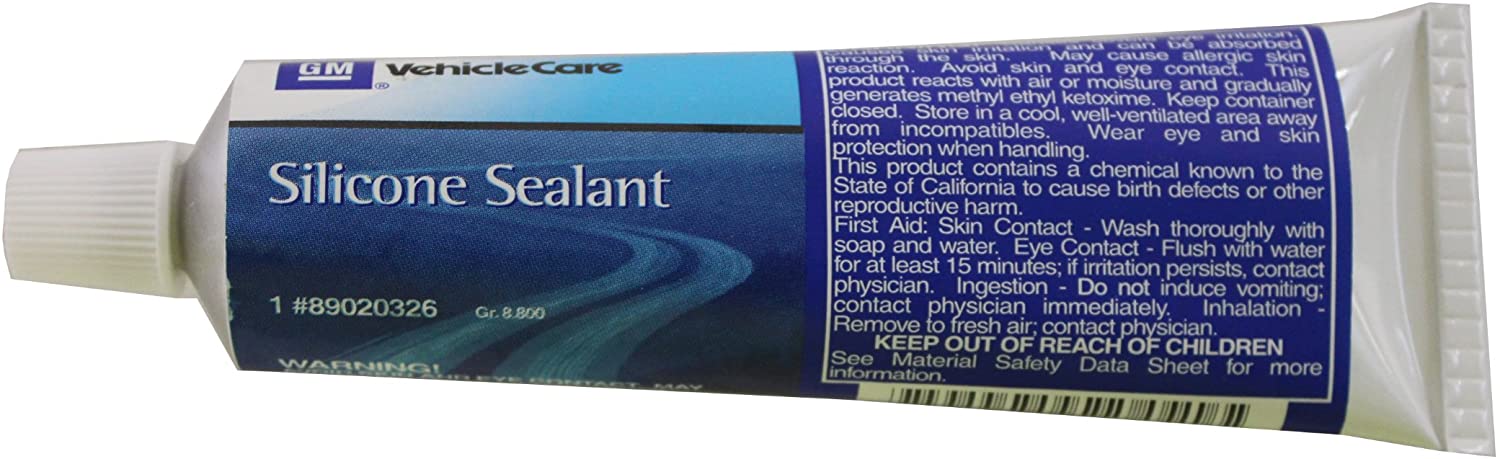 GM ® VehicleCare
Silicone Sealant
1 #89020326 Gr. 8.800
WARNING!
EYE CONTACT. MAY
irritation.
Causes skin irritation and can be absorbed
through the skin. May cause allergic skin
reaction. Avoid skin and eye contact. This
product reacts with air or moisture and gradually
generates methyl ethyl ketoxime. Keep container
closed. Store in a cool, well-ventilated area away
from incompatibles. Wear eye and skin
protection when handling.
This product contains a chemical known to the
State of California to cause birth defects or other
reproductive harm.
First Aid: Skin Contact - Wash thoroughly with
soap and water. Eye Contact - Flush with water
for at least 15 minutes; if irritation persists, contact
physician. Ingestion - Do not induce vomiting;
contact physician immediately. Inhalation -
Remove to fresh air; contact physician.
KEEP OUT OF REACH OF CHILDREN
See Material Safety Data Sheet for more
information.